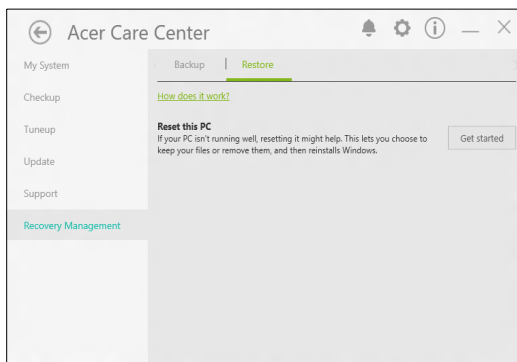 Acer Care Center
My System
Checkup
Tuneup
Update
Support
Recovery Management
Backup | Restore
How does it work?
Reset this PC
If your PC isn't running well, resetting it might help. This lets you choose to
keep your files or remove them, and then reinstalls Windows.
Get started